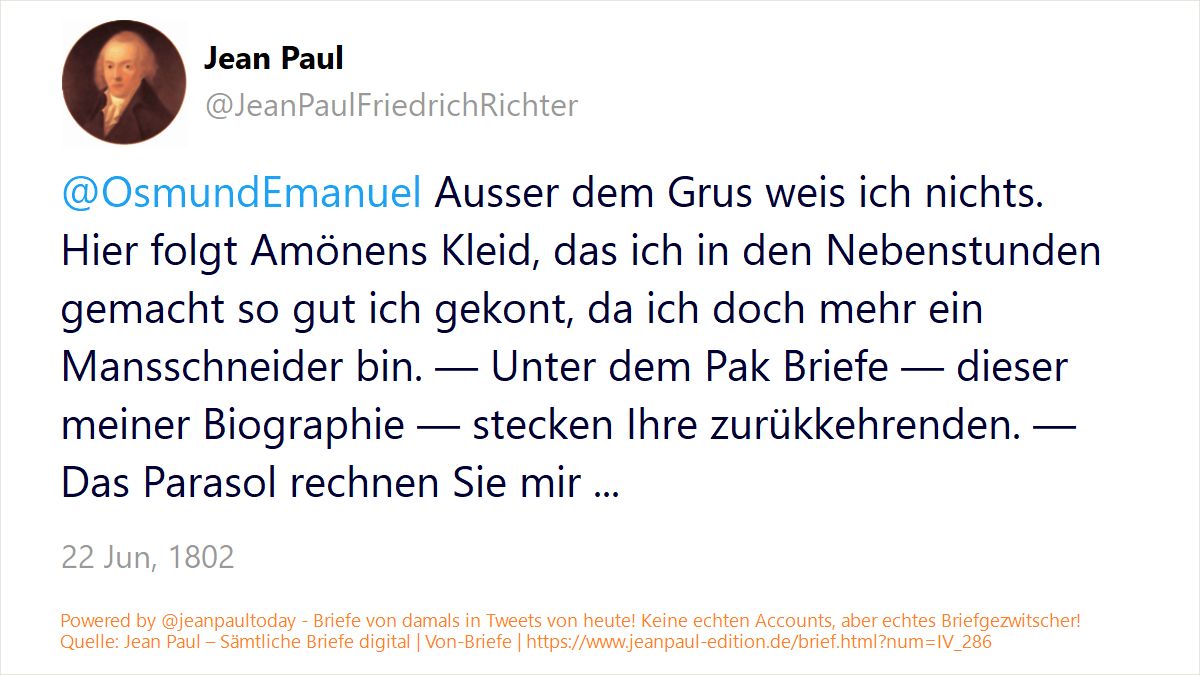 Jean Paul
@JeanPaulFriedrichRichter
@OsmundEmanuel Ausser dem Grus weis ich nichts.
Hier folgt Amönens Kleid, das ich in den Nebenstunden
gemacht so gut ich gekont, da ich doch mehr ein
Mansschneider bin. — Unter dem Pak Briefe — dieser
meiner Biographie — stecken Ihre zurükkehrenden. —
Das Parasol rechnen Sie mir ...
22 Jun, 1802
Powered by @jeanpaultoday - Briefe von damals in Tweets von heute! Keine echten Accounts, aber echtes Briefgezwitscher!
Quelle: Jean Paul – Sämtliche Briefe digital | Von-Briefe | https://www.jeanpaul-edition.de/brief.html?num=IV_286